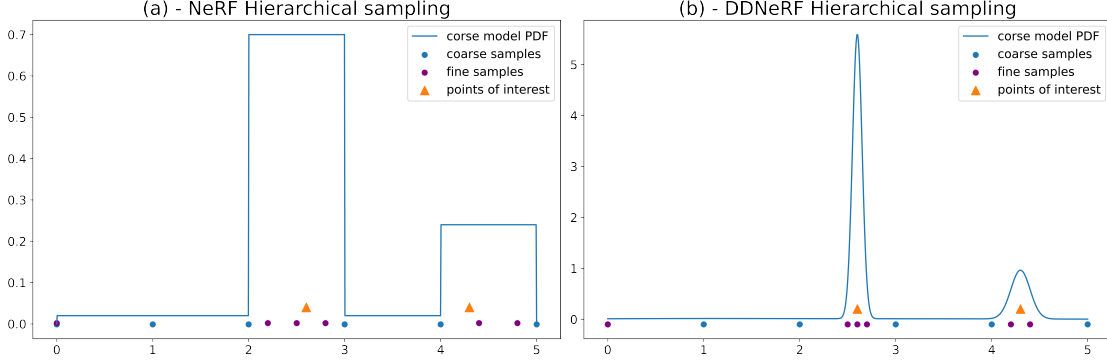 (a) - NeRF Hierarchical sampling
0.7
0.6
0.5
0.4
0.3
0.2
0.1
0.0
0 1 2 3 4 5
corse model PDF
coarse samples
fine samples
points of interest
(b) - DDNeRF Hierarchical sampling
5
4
3
2
1
0
0 1 2 3 4 5
corse model PDF
coarse samples
fine samples
points of interest